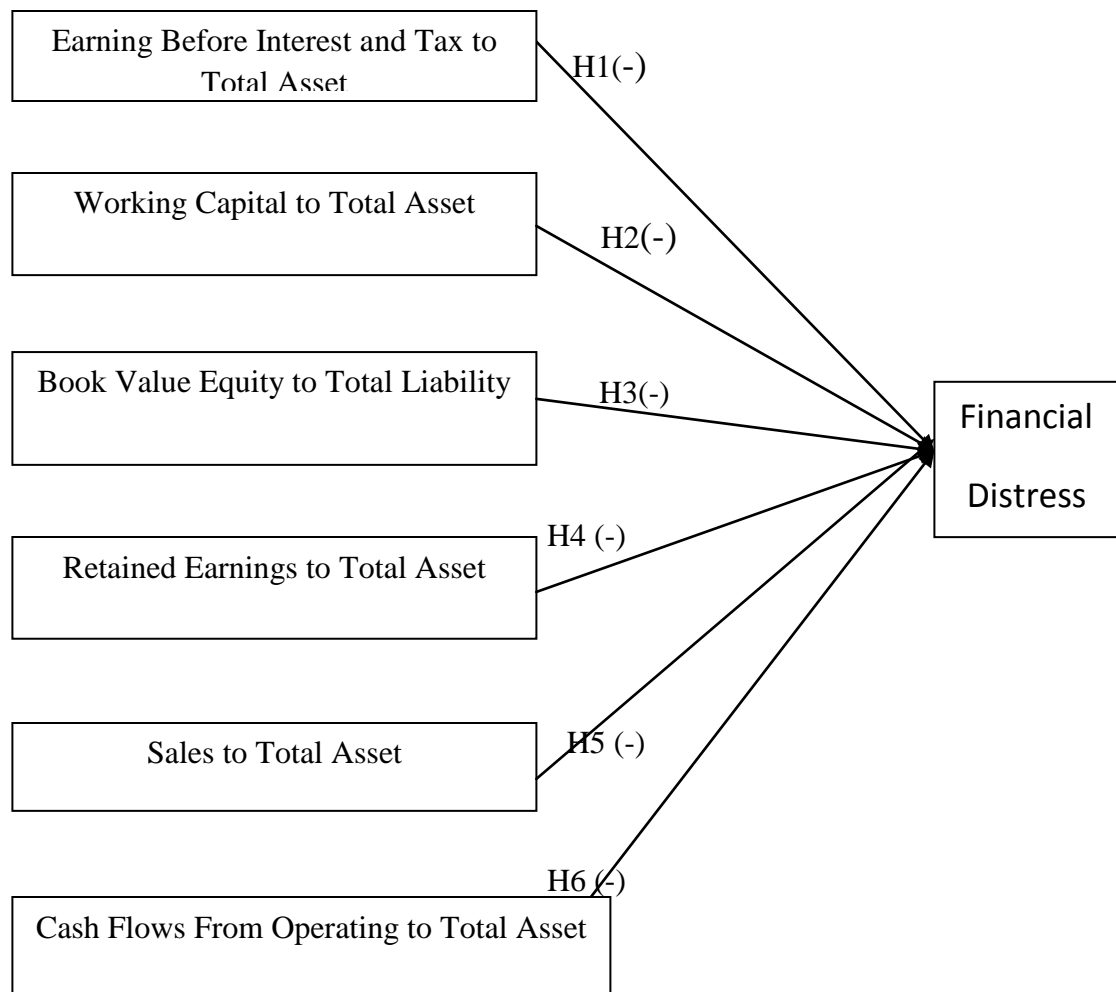 Earning Before Interest and Tax to
Total Asset
H1(-)
Working Capital to Total Asset
H2(-)
Book Value Equity to Total Liability
H3(-)
Financial
Distress
Retained Earnings to Total Asset
H4 (-)
Sales to Total Asset
H5 (-)
H6 (-)
Cash Flows From Operating to Total Asset